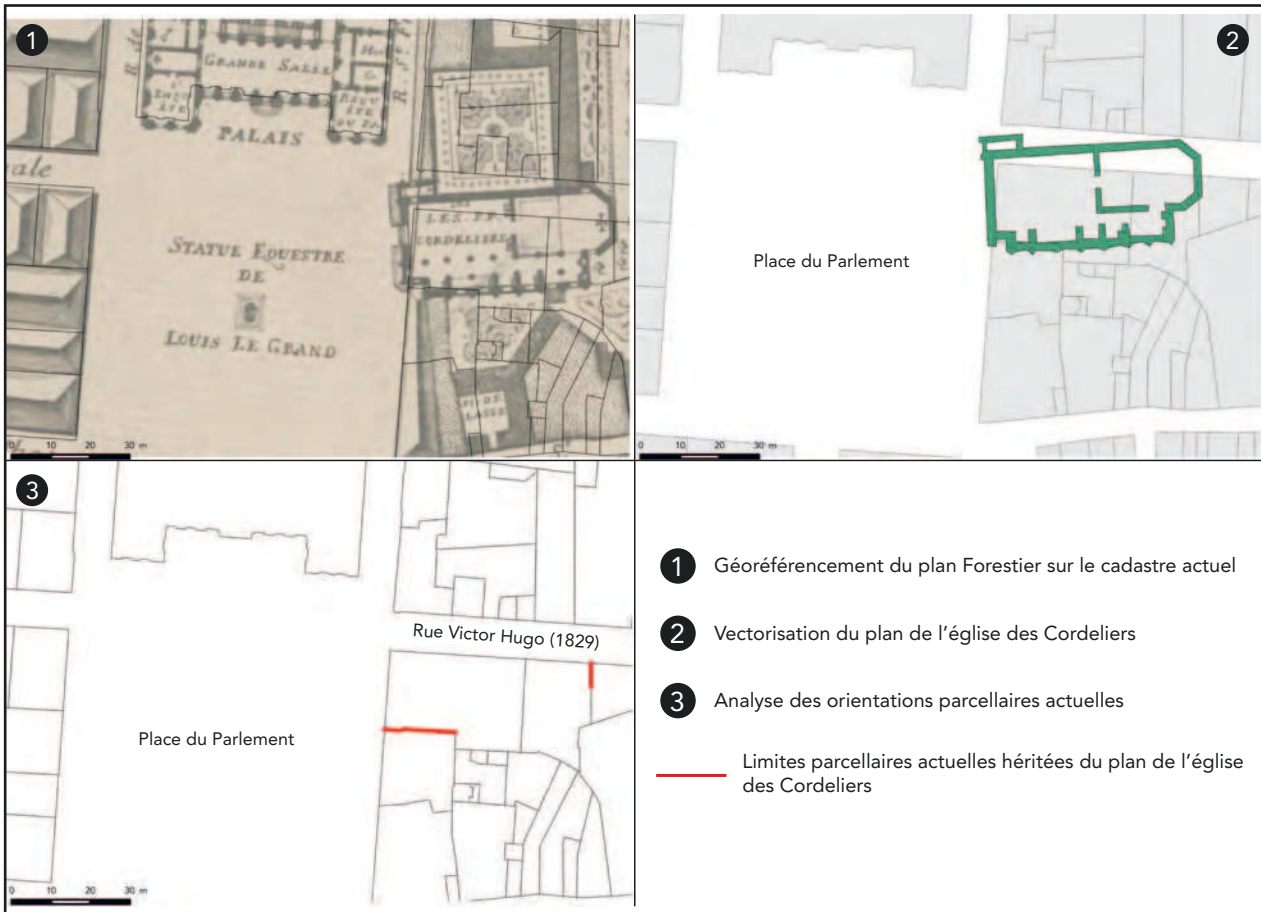 1
R de
GRANDE SALLE
PALAIS
STATUE EQUESTRE
DE
LOUIS LE GRAND
LES. FF.
CORDELIERS
0 10 20 30 m
2
Place du Parlement
0 10 20 30 m
3
Rue Victor Hugo (1829)
Place du Parlement
0 10 20 30 m
1 Géoréférencement du plan Forestier sur le cadastre actuel
2 Vectorisation du plan de l’église des Cordeliers
3 Analyse des orientations parcellaires actuelles
Limites parcellaires actuelles héritées du plan de l’église
des Cordeliers